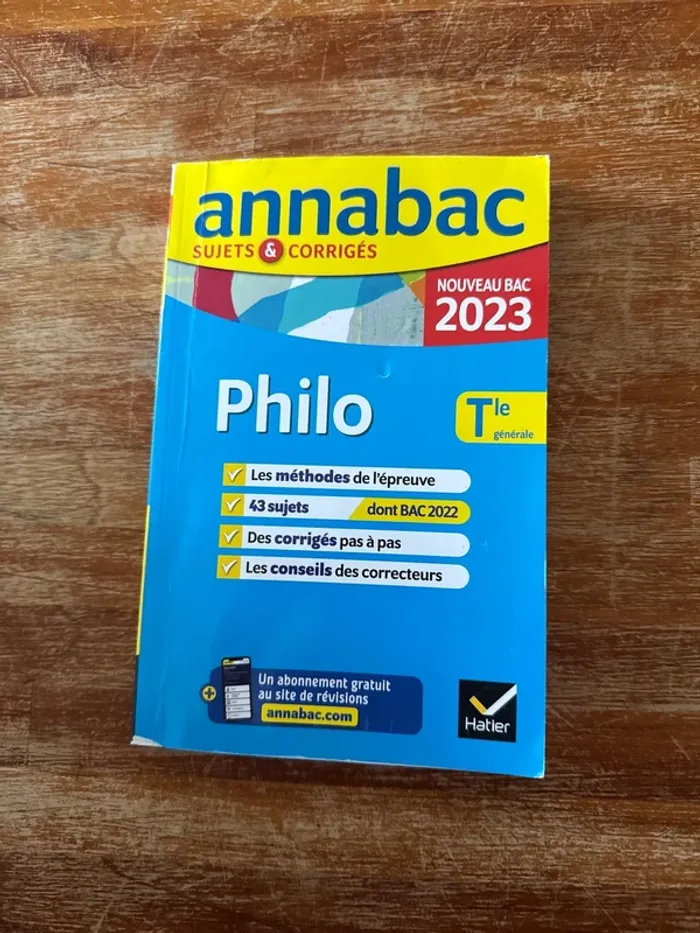 annabac
SUJETS & CORRIGÉS
NOUVEAU BAC
2023
Philo
Tle
générale
Les méthodes de l'épreuve
43 sujets dont BAC 2022
Des corrigés pas à pas
Les conseils des correcteurs
+ Un abonnement gratuit
au site de révisions
annabac.com
Hatier